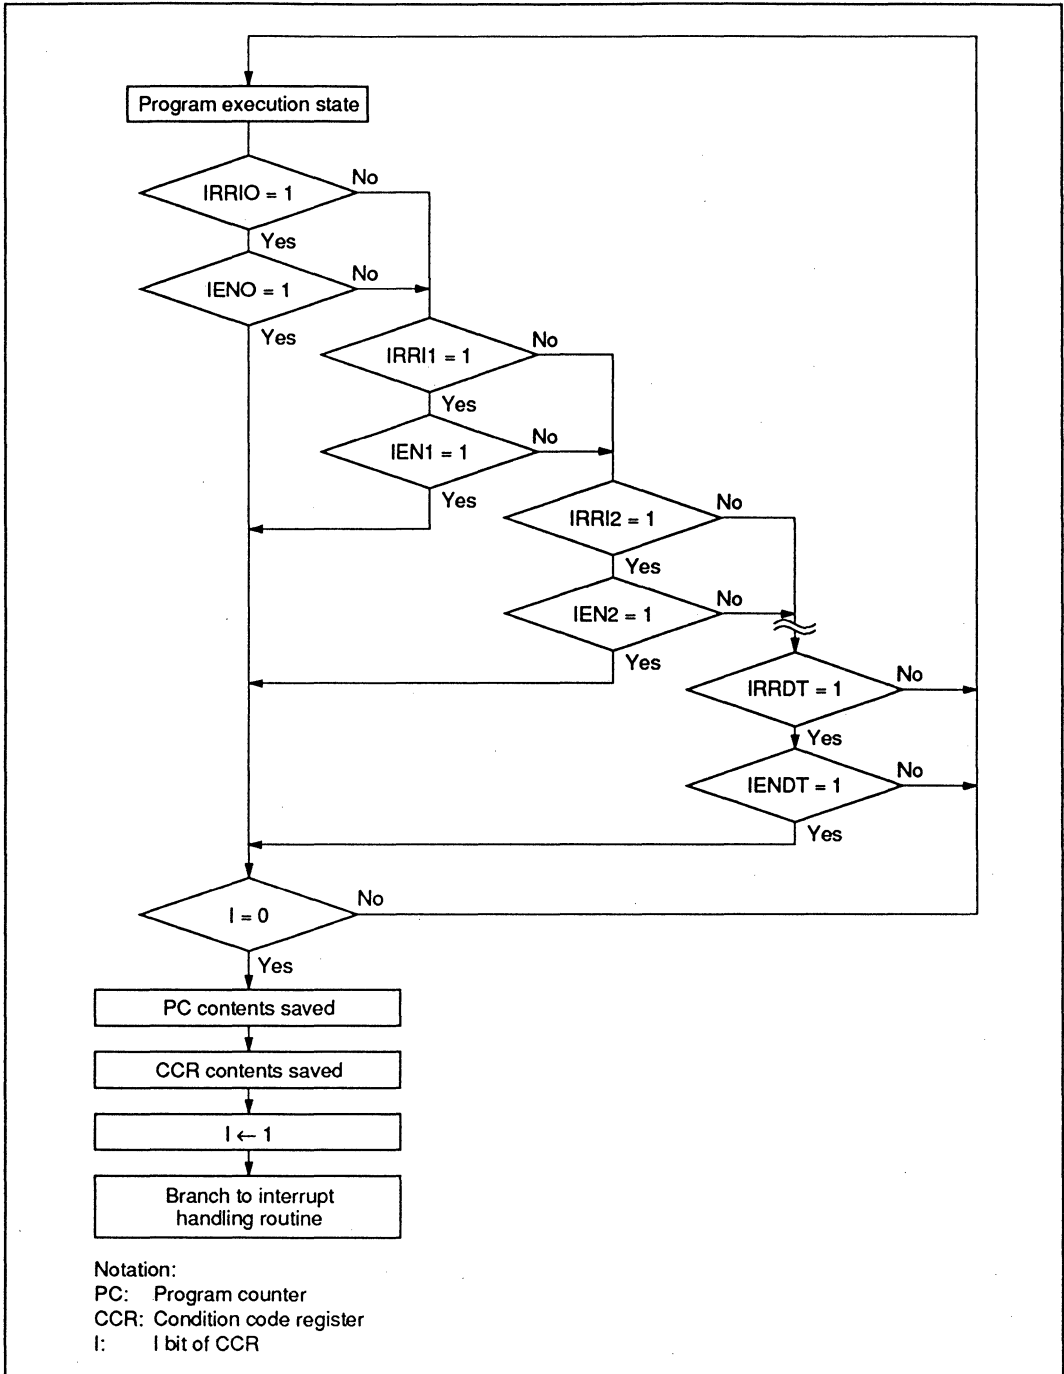 Program execution state
IRRIO = 1
No
Yes
IENO = 1
No
Yes
IRRI1 = 1
No
Yes
IEN1 = 1
No
Yes
IRRI2 = 1
No
Yes
IEN2 = 1
No
Yes
IRRDT = 1
No
Yes
IENDT = 1
No
Yes
I = 0
No
Yes
PC contents saved
CCR contents saved
I ← 1
Branch to interrupt
handling routine
Notation:
PC: Program counter
CCR: Condition code register
I: I bit of CCR